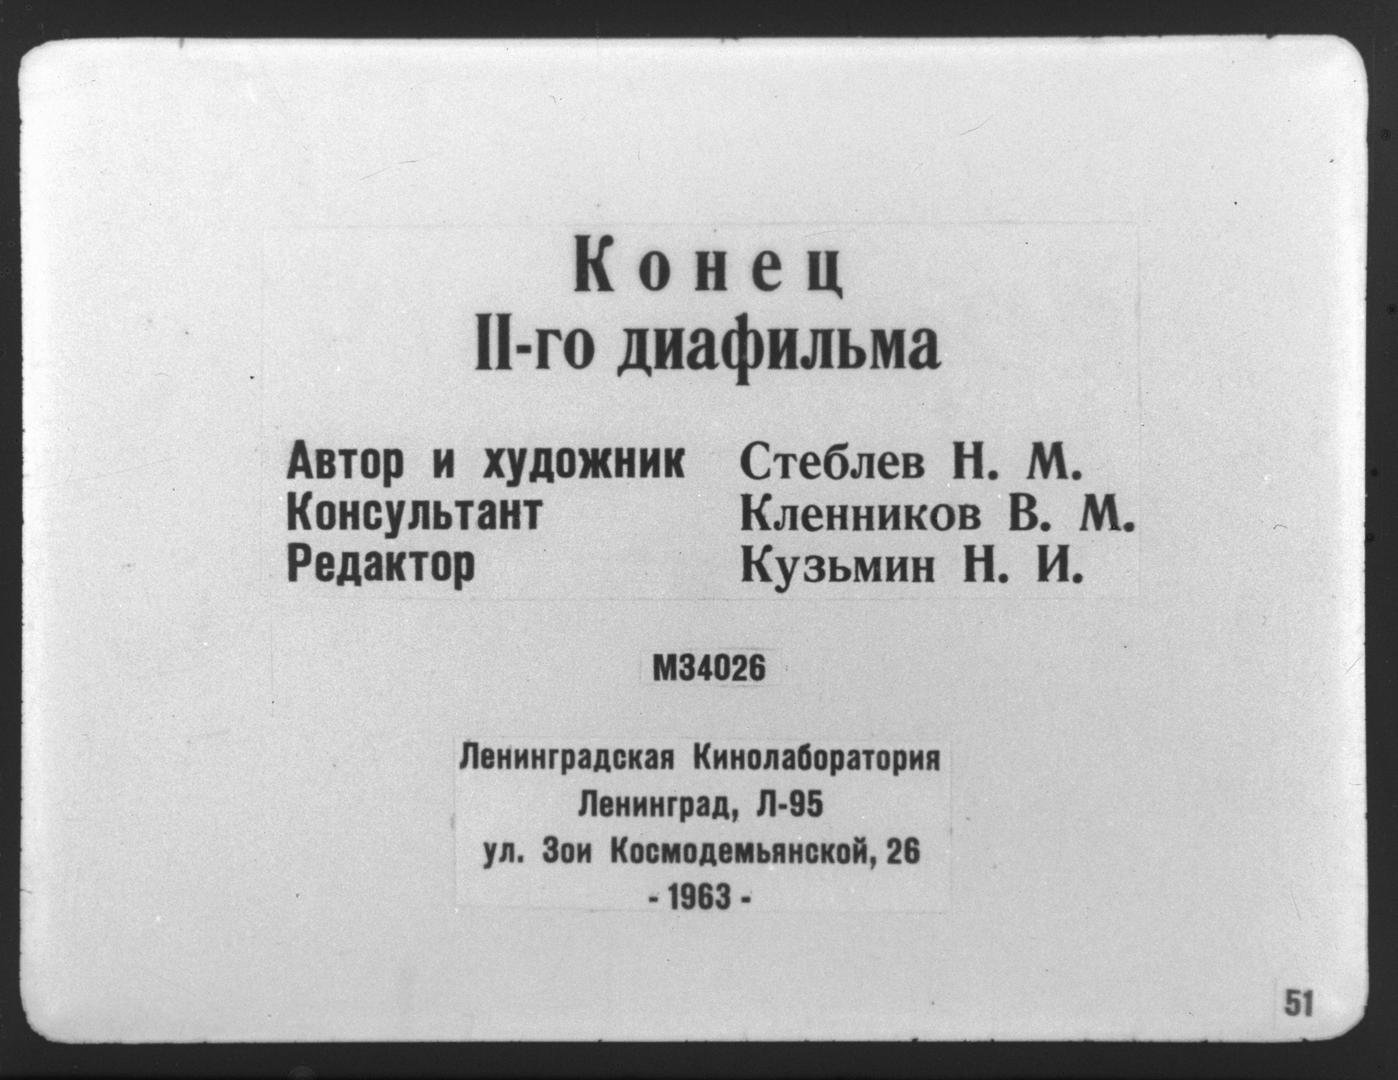 Конец
II-го диафильма
Автор и художник Стеблев Н. М.
Консультант Кленников В. М.
Редактор Кузьмин Н. И.
М34026
Ленинградская Кинолаборатория
Ленинград, Л-95
ул. Зои Космодемьянской, 26
- 1963 -
51